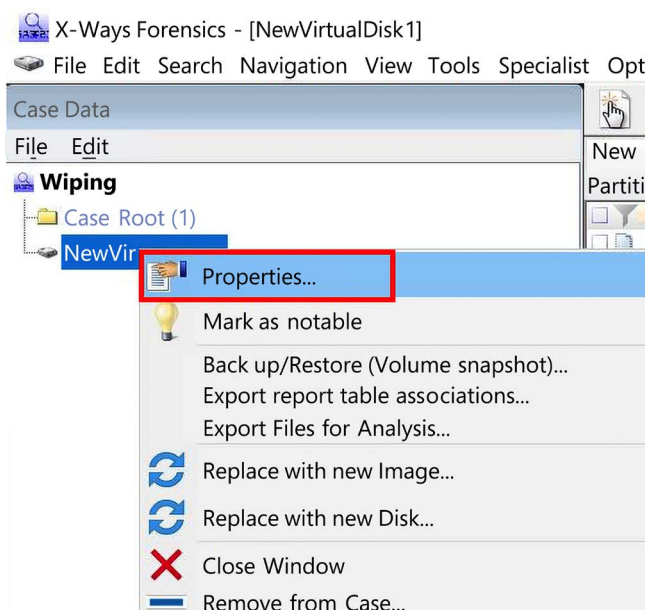 X-Ways Forensics - [NewVirtualDisk1]
File Edit Search Navigation View Tools Specialist Opt
Case Data
File Edit
New
Wiping
Partiti
Case Root (1)
NewVir
Properties...
Mark as notable
Back up/Restore (Volume snapshot)...
Export report table associations...
Export Files for Analysis...
Replace with new Image...
Replace with new Disk...
Close Window
Remove from Case...